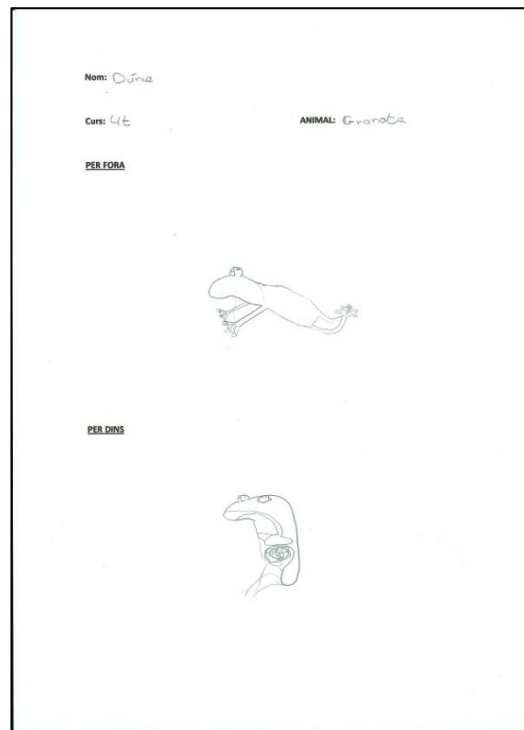 Nom: Dúnia
Curs: 4t
ANIMAL: Granota
PER FORA
PER DINS